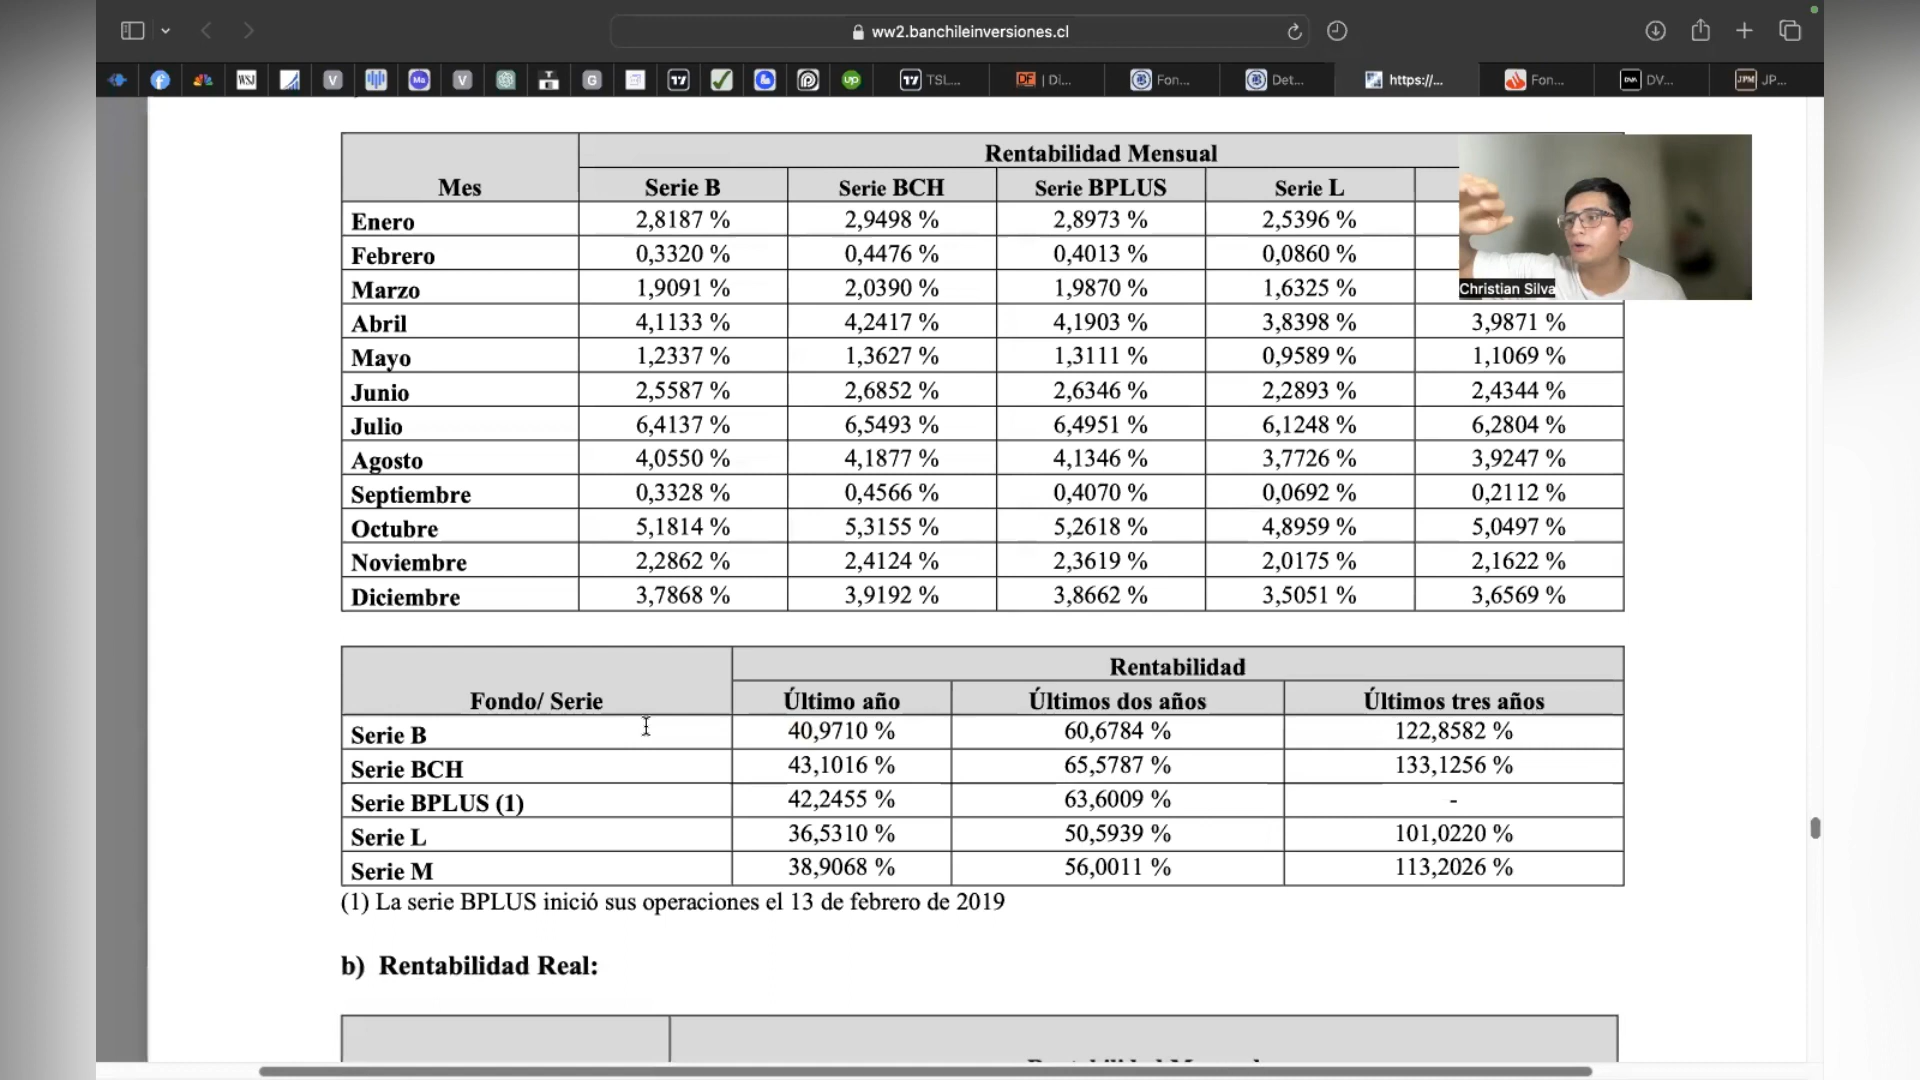 ww2.banchileinversiones.cl
WSJ V Ma V G up TSL... DF | Di... Fon... Det... https://... Fon... DVA DV... JPM JP...
Rentabilidad Mensual
Mes Serie B Serie BCH Serie BPLUS Serie L
Enero 2,8187 % 2,9498 % 2,8973 % 2,5396 %
Febrero 0,3320 % 0,4476 % 0,4013 % 0,0860 %
Marzo 1,9091 % 2,0390 % 1,9870 % 1,6325 %
Christian Silva
Abril 4,1133 % 4,2417 % 4,1903 % 3,8398 % 3,9871 %
Mayo 1,2337 % 1,3627 % 1,3111 % 0,9589 % 1,1069 %
Junio 2,5587 % 2,6852 % 2,6346 % 2,2893 % 2,4344 %
Julio 6,4137 % 6,5493 % 6,4951 % 6,1248 % 6,2804 %
Agosto 4,0550 % 4,1877 % 4,1346 % 3,7726 % 3,9247 %
Septiembre 0,3328 % 0,4566 % 0,4070 % 0,0692 % 0,2112 %
Octubre 5,1814 % 5,3155 % 5,2618 % 4,8959 % 5,0497 %
Noviembre 2,2862 % 2,4124 % 2,3619 % 2,0175 % 2,1622 %
Diciembre 3,7868 % 3,9192 % 3,8662 % 3,5051 % 3,6569 %
Rentabilidad
Fondo/ Serie Último año Últimos dos años Últimos tres años
Serie B 40,9710 % 60,6784 % 122,8582 %
Serie BCH 43,1016 % 65,5787 % 133,1256 %
Serie BPLUS (1) 42,2455 % 63,6009 % -
Serie L 36,5310 % 50,5939 % 101,0220 %
Serie M 38,9068 % 56,0011 % 113,2026 %
(1) La serie BPLUS inició sus operaciones el 13 de febrero de 2019
b) Rentabilidad Real: